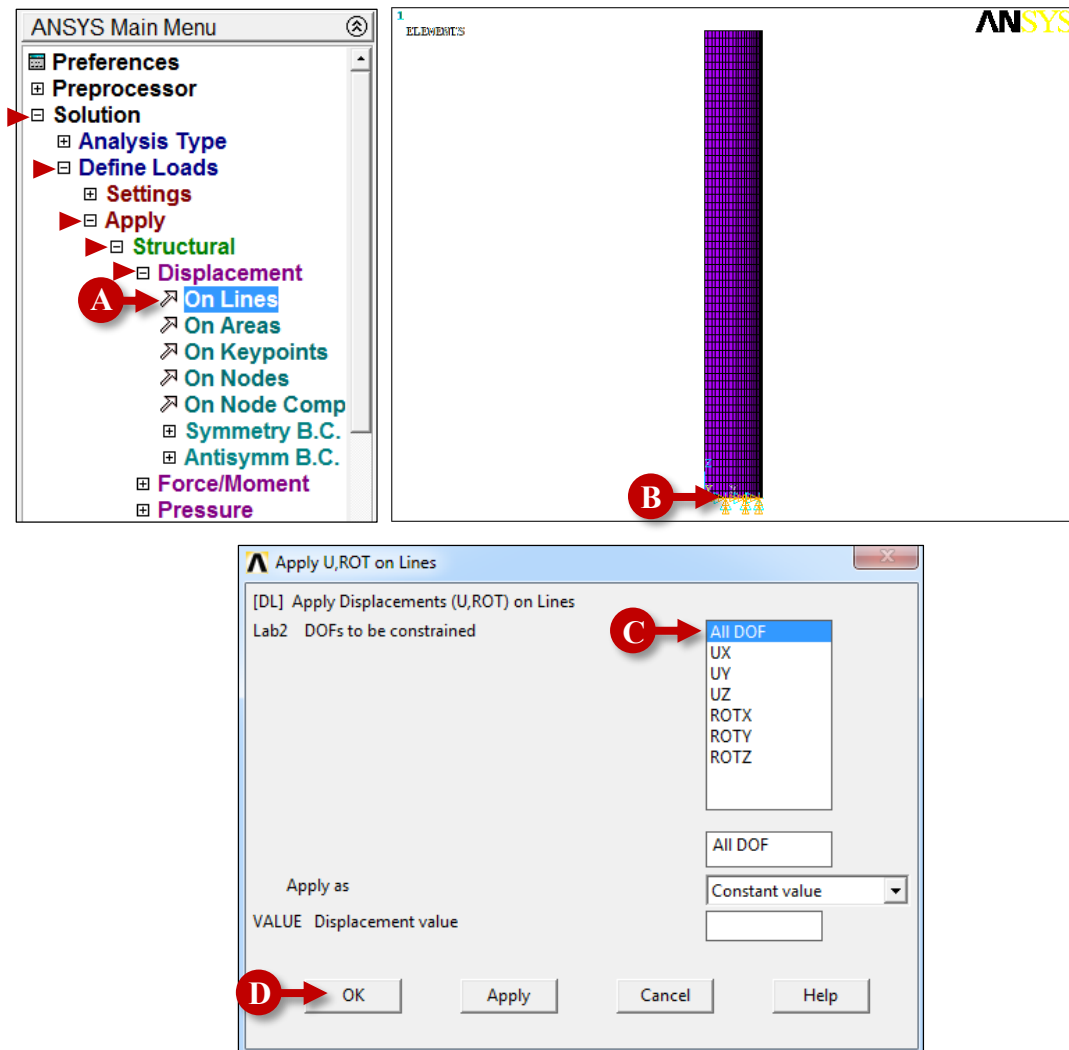 ANSYS Main Menu
Preferences
Preprocessor
Solution
Analysis Type
Define Loads
Settings
Apply
Structural
Displacement
A
On Lines
On Areas
On Keypoints
On Nodes
On Node Comp
Symmetry B.C.
Antisymm B.C.
Force/Moment
Pressure
1
ELEMENTS
ANSYS
Z
B
Apply U,ROT on Lines
[DL] Apply Displacements (U,ROT) on Lines
Lab2 DOFs to be constrained
C
All DOF
UX
UY
UZ
ROTX
ROTY
ROTZ
All DOF
Apply as
Constant value
VALUE Displacement value
D
OK
Apply
Cancel
Help